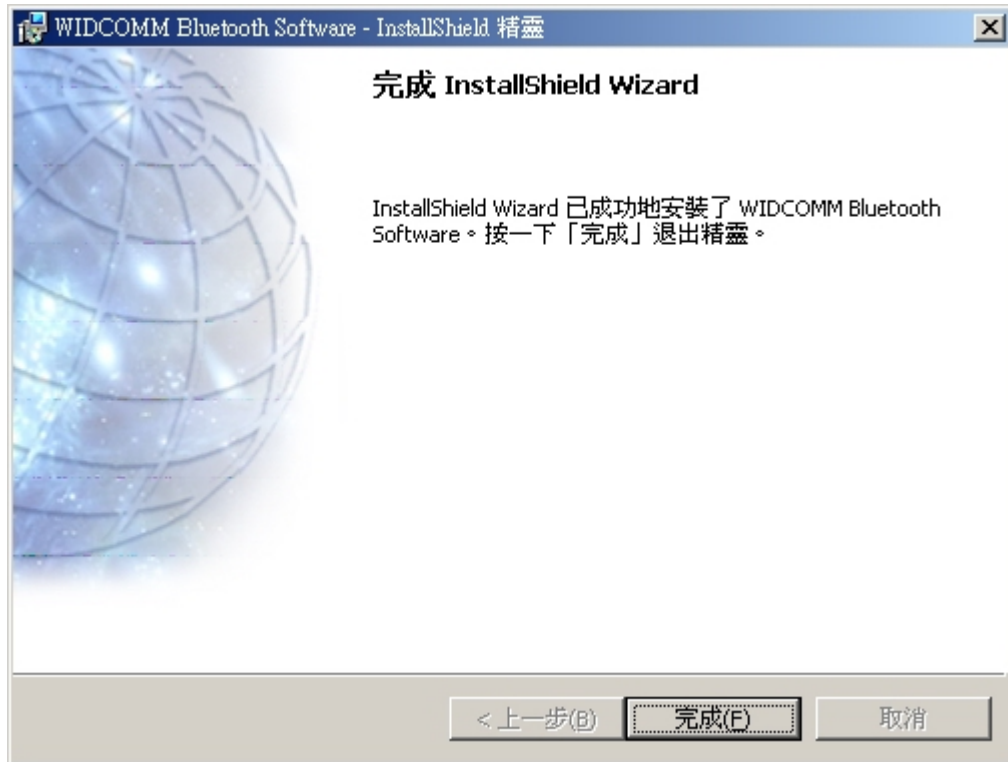 WIDCOMM Bluetooth Software - InstallShield 精靈
完成 InstallShield Wizard
InstallShield Wizard 已成功地安裝了 WIDCOMM Bluetooth
Software。按一下「完成」退出精靈。
< 上一步(B) 完成(F) 取消